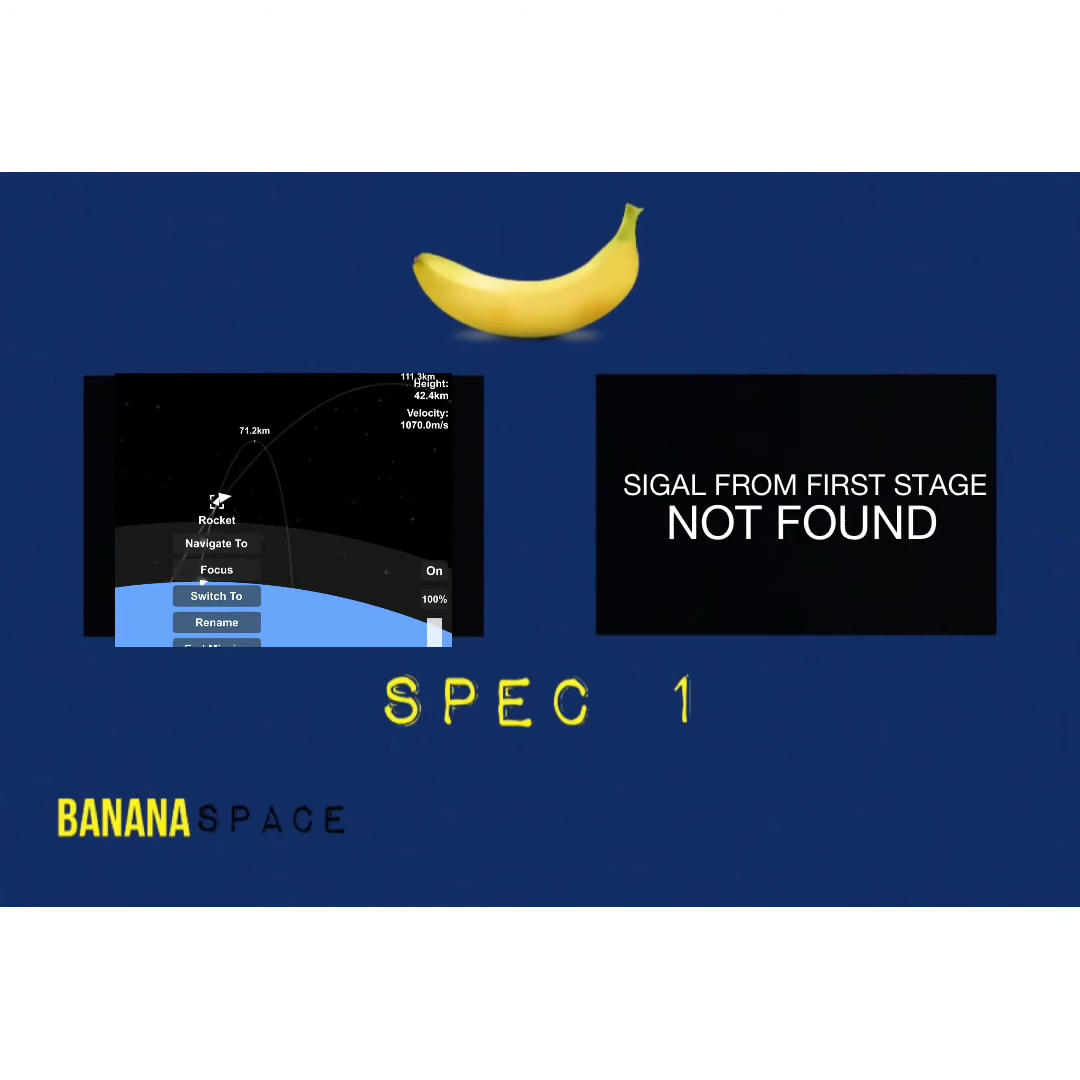 111.3km
Height:
42.4km
Velocity:
1070.0m/s
71.2km
Rocket
Navigate To
Focus
Switch To
Rename
On
100%
SIGAL FROM FIRST STAGE
NOT FOUND
SPEC 1
BANANA SPACE